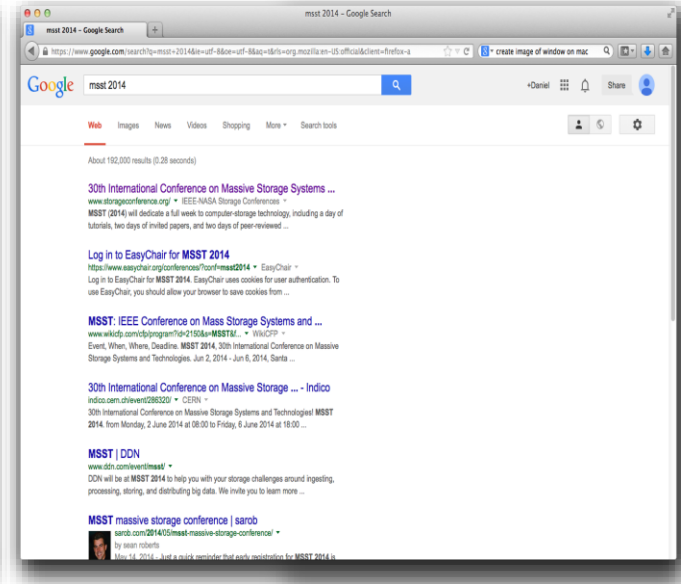 msst 2014 – Google Search
msst 2014 – Google Search
https://www.google.com/search?q=msst+2014&ie=utf-8&oe=utf-8&aq=t&rls=org.mozilla:en-US:official&client=firefox-a
create image of window on mac
Google
msst 2014
+Daniel
Share
Web Images News Videos Shopping More Search tools
About 192,000 results (0.28 seconds)
30th International Conference on Massive Storage Systems ...
www.storageconference.org/ IEEE-NASA Storage Conferences
MSST (2014) will dedicate a full week to computer-storage technology, including a day of
tutorials, two days of invited papers, and two days of peer-reviewed ...
Log in to EasyChair for MSST 2014
https://www.easychair.org/conferences/?conf=msst2014 EasyChair
Log in to EasyChair for MSST 2014. EasyChair uses cookies for user authentication. To
use EasyChair, you should allow your browser to save cookies from ...
MSST: IEEE Conference on Mass Storage Systems and ...
www.wikicfp.com/cfp/program?id=2150&s=MSST&f... WikiCFP
Event, When, Where, Deadline. MSST 2014, 30th International Conference on Massive
Storage Systems and Technologies. Jun 2, 2014 - Jun 6, 2014, Santa ...
30th International Conference on Massive Storage ... - Indico
indico.cern.ch/event/286320/ CERN
30th International Conference on Massive Storage Systems and Technologies! MSST
2014. from Monday, 2 June 2014 at 08:00 to Friday, 6 June 2014 at 18:00 ...
MSST | DDN
www.ddn.com/event/msst/
DDN will be at MSST 2014 to help you with your storage challenges around ingesting,
processing, storing, and distributing big data. We invite you to learn more ...
MSST massive storage conference | sarob
sarob.com/2014/05/msst-massive-storage-conference/
by sean roberts
May 14, 2014 - Just a quick reminder that early registration for MSST 2014 is